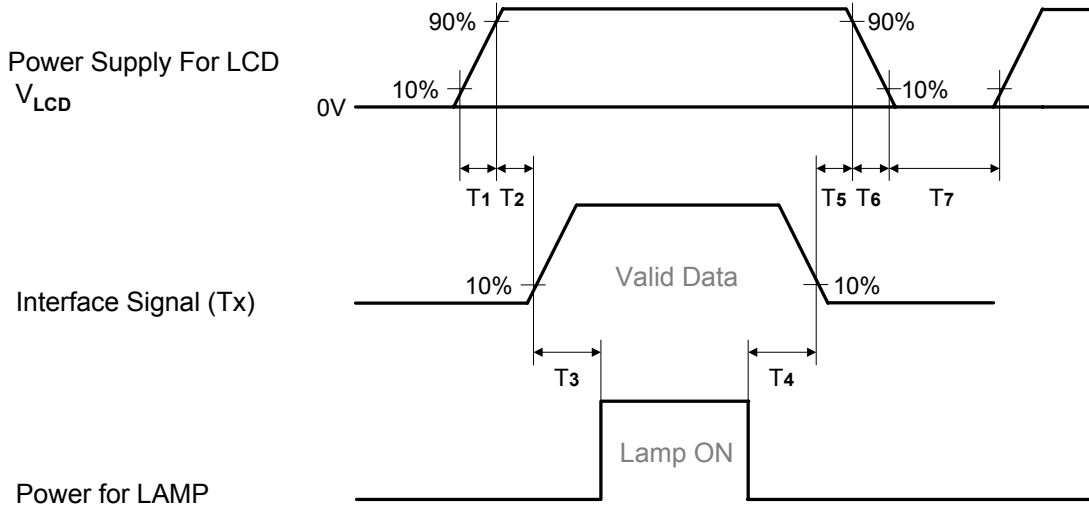 90%
90%
Power Supply For LCD
VLCD
10%
10%
0V
T1 T2
T5 T6 T7
Interface Signal (Tx)
10%
Valid Data
10%
T3
T4
Lamp ON
Power for LAMP